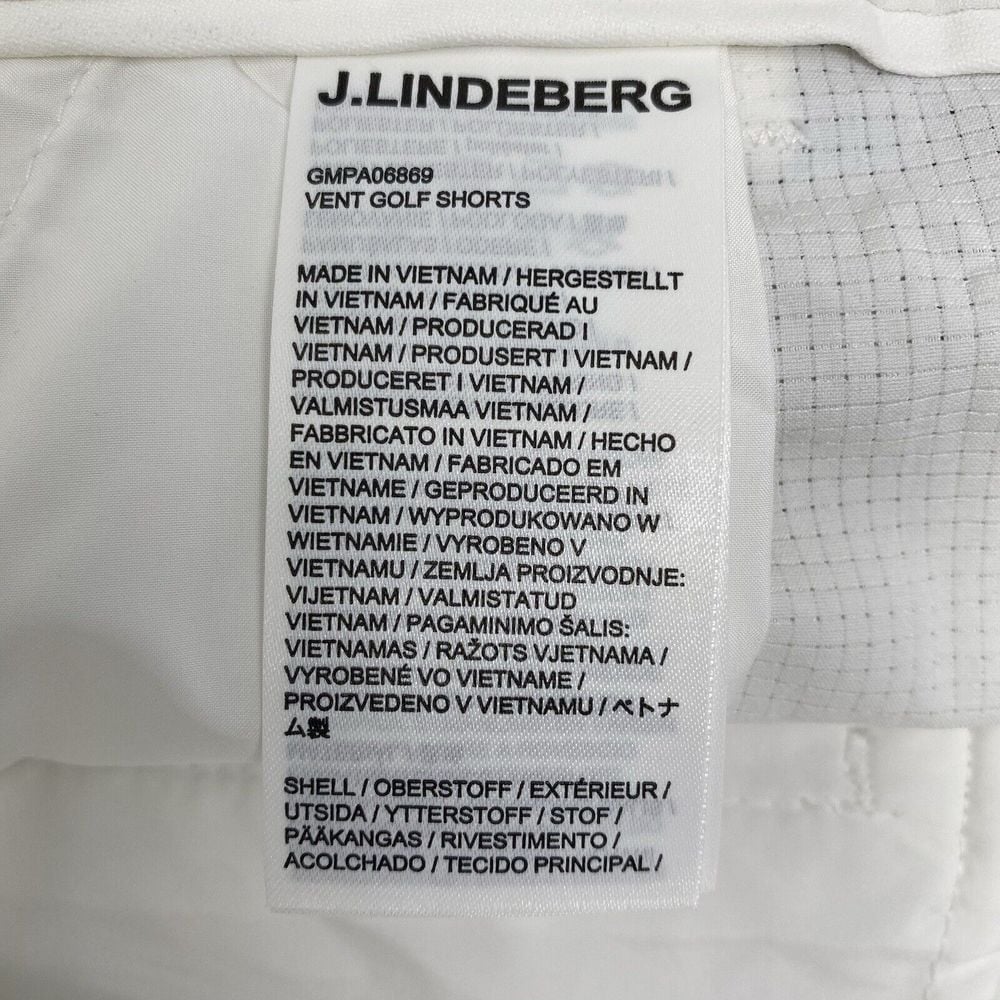 J.LINDEBERG
GMPA06869
VENT GOLF SHORTS
MADE IN VIETNAM / HERGESTELLT
IN VIETNAM / FABRIQUÉ AU
VIETNAM / PRODUCERAD I
VIETNAM / PRODUSERT I VIETNAM /
PRODUCERET I VIETNAM /
VALMISTUSMAA VIETNAM /
FABBRICATO IN VIETNAM / HECHO
EN VIETNAM / FABRICADO EM
VIETNAME / GEPRODUCEERD IN
VIETNAM / WYPRODUKOWANO W
WIETNAMIE / VYROBENO V
VIETNAMU / ZEMLJA PROIZVODNJE:
VIJETNAM / VALMISTATUD
VIETNAM / PAGAMINIMO ŠALIS:
VIETNAMAS / RAŽOTS VJETNAMA /
VYROBENÉ VO VIETNAME /
PROIZVEDENO V VIETNAMU / ベトナ
ム製
SHELL / OBERSTOFF / EXTÉRIEUR /
UTSIDA / YTTERSTOFF / STOF /
PÄÄKANGAS / RIVESTIMENTO /
ACOLCHADO / TECIDO PRINCIPAL /